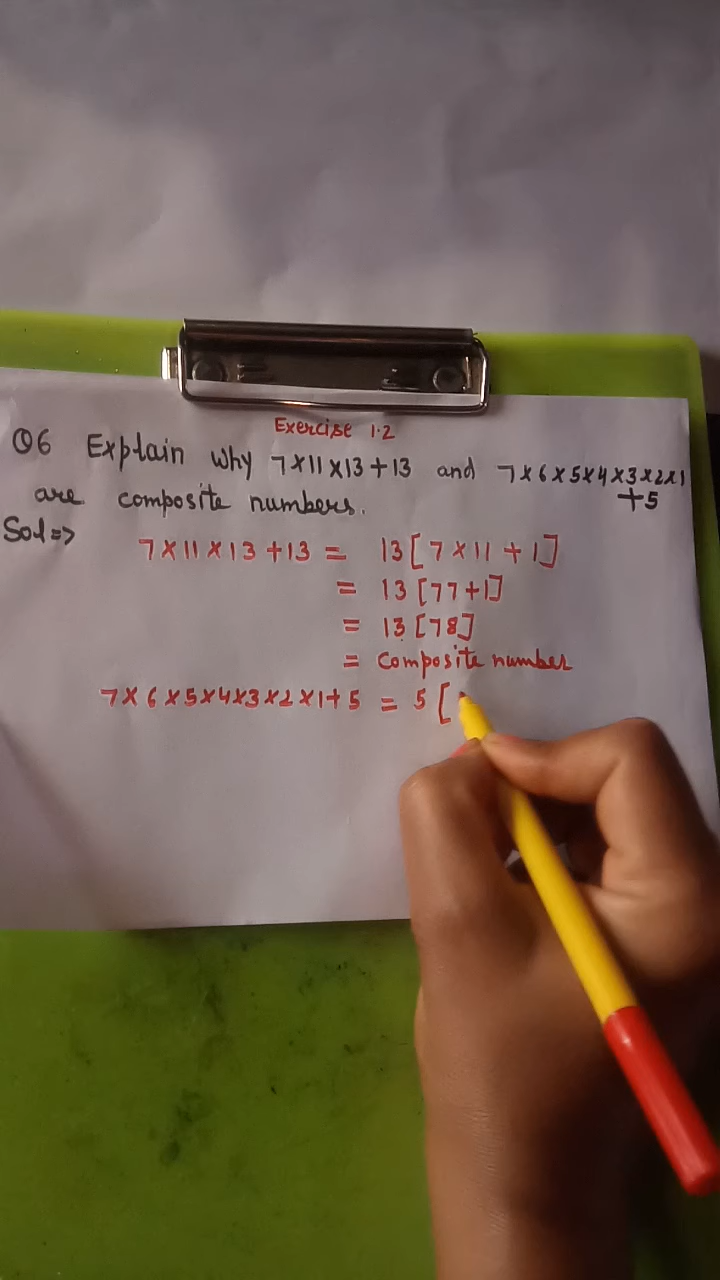 Exercise 1.2
Q6 Explain why 7×11×13+13 and 7×6×5×4×3×2×1
+5
are composite numbers.
Sol=>
7×11×13+13 = 13[7×11+1]
= 13[77+1]
= 13[78]
= Composite number
7×6×5×4×3×2×1+5 = 5[